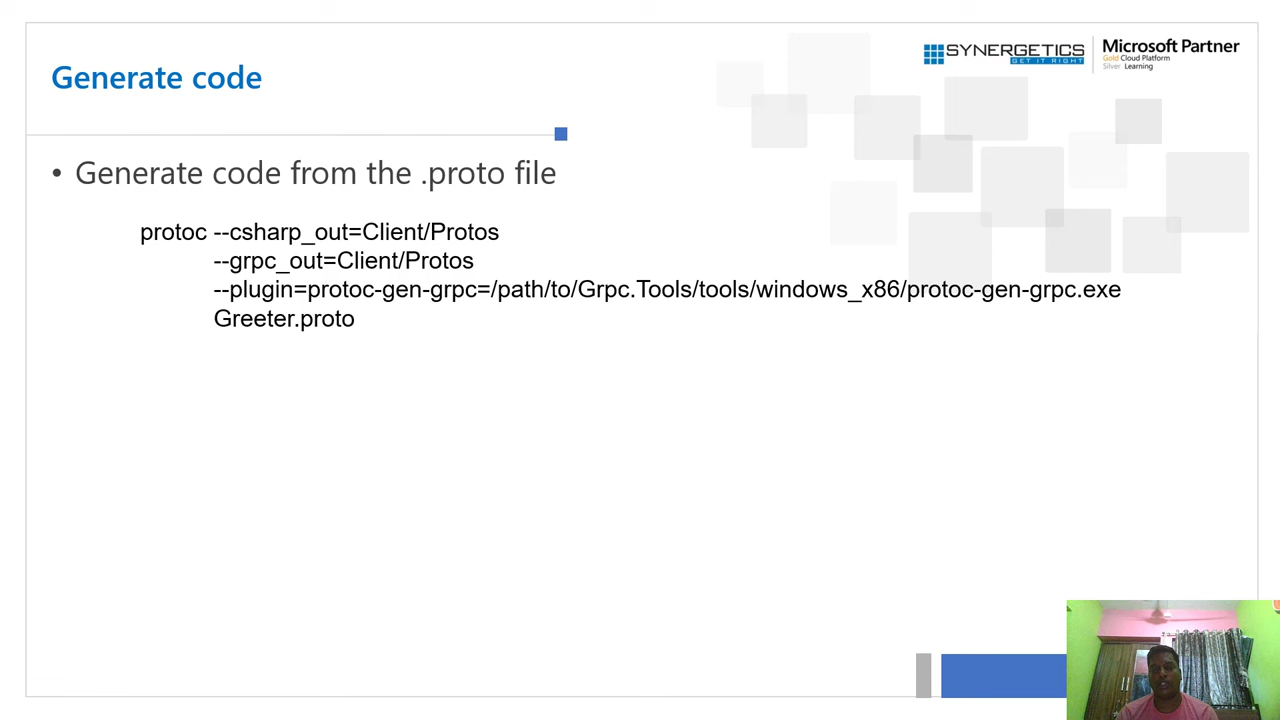 SYNERGETICS
GET IT RIGHT
Microsoft Partner
Gold Cloud Platform
Silver Learning
Generate code
• Generate code from the .proto file
protoc --csharp_out=Client/Protos
--grpc_out=Client/Protos
--plugin=protoc-gen-grpc=/path/to/Grpc.Tools/tools/windows_x86/protoc-gen-grpc.exe
Greeter.proto